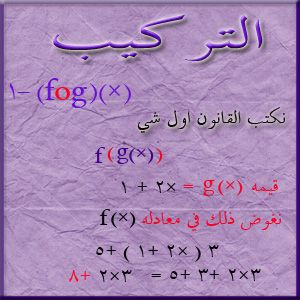 التركيب
١- (fog)(×)
نكتب القانون اول شي
f (g(×))
قيمه g(×) = ٢× + ١
نعوض ذلك في معادله f(×)
٣ ( ٢× + ١ ) +٥
٣×٢ + ٣+ ٥ = ٣×٢ +٨